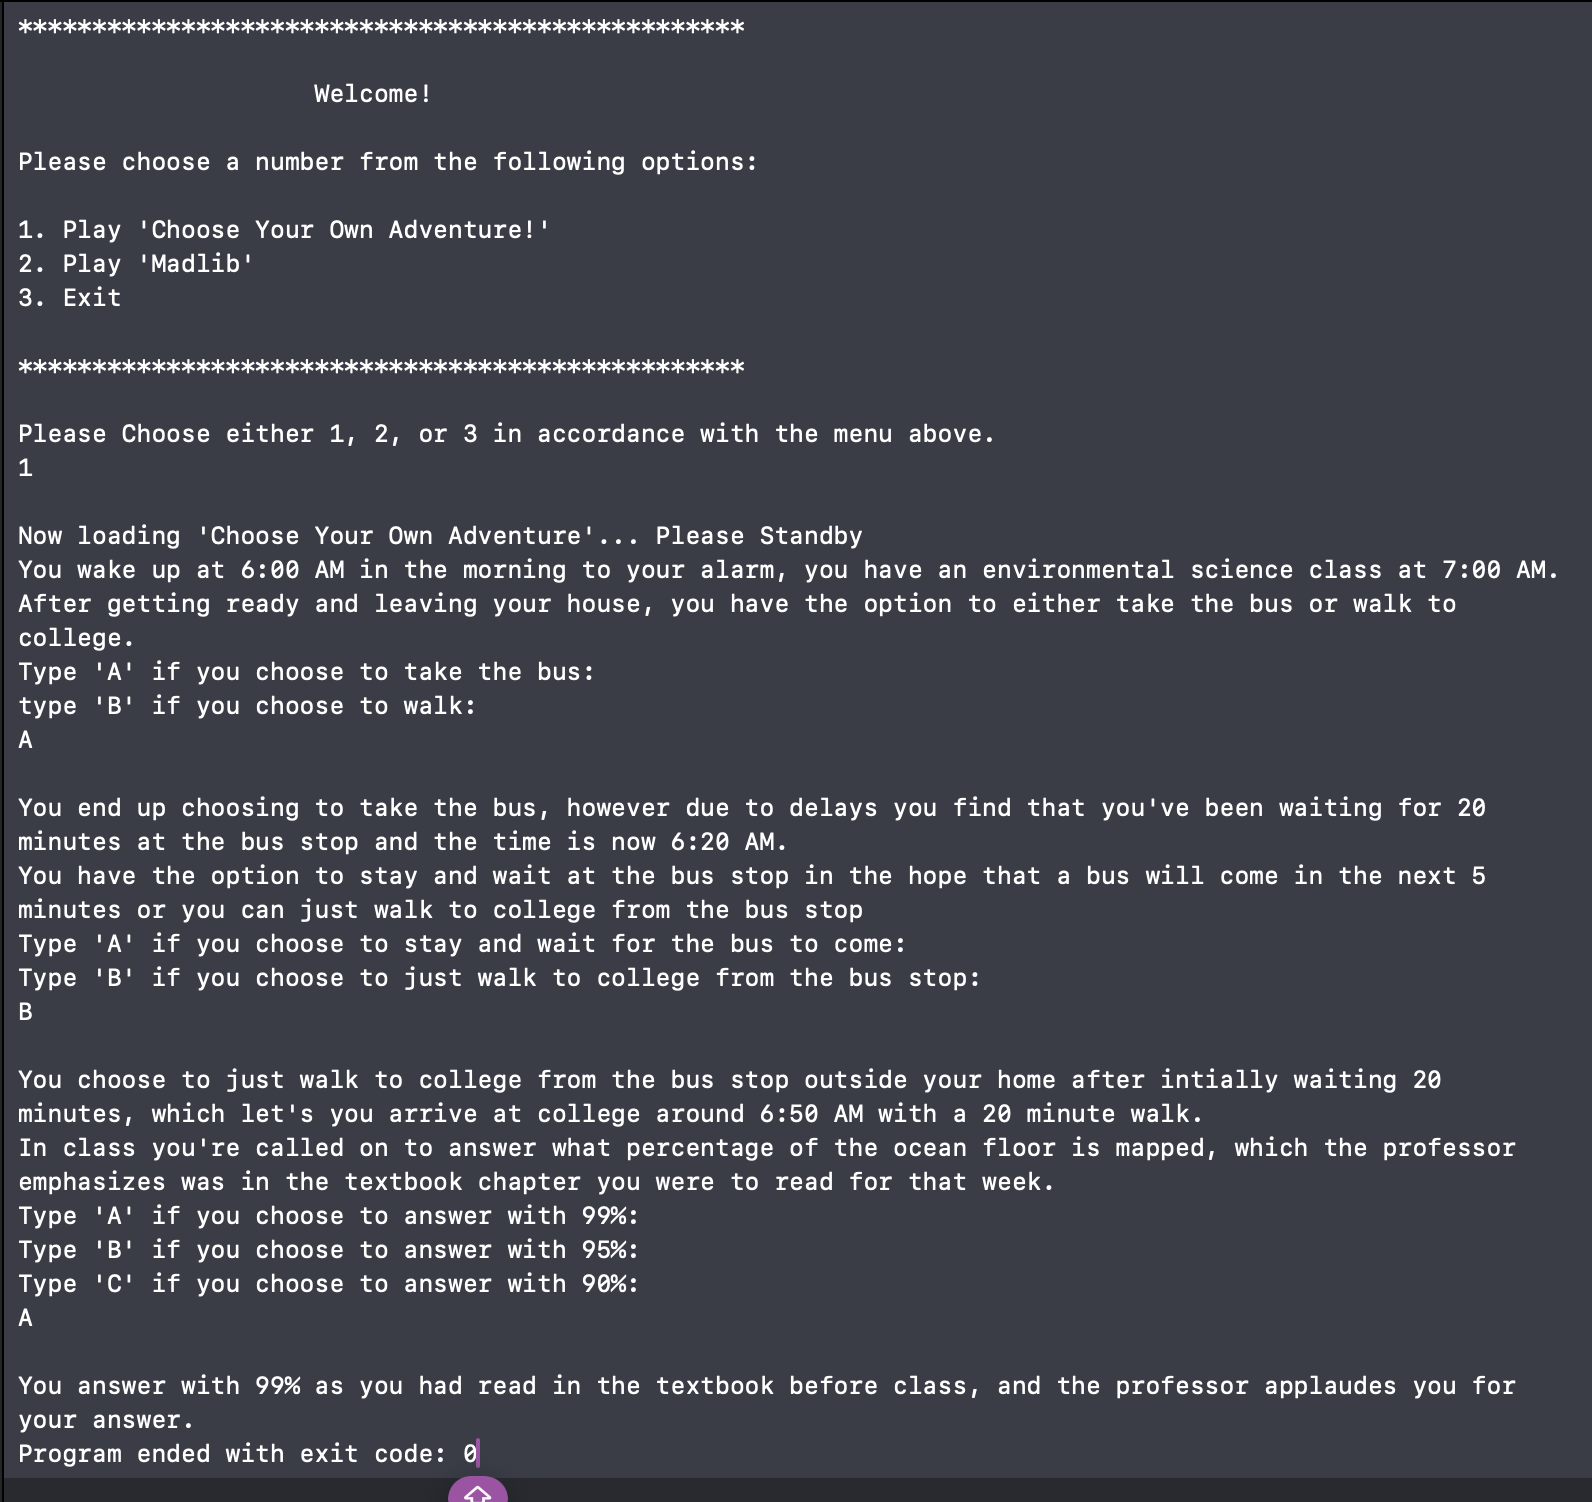 *************************************************
Welcome!
Please choose a number from the following options:
1. Play 'Choose Your Own Adventure!'
2. Play 'Madlib'
3. Exit
*************************************************
Please Choose either 1, 2, or 3 in accordance with the menu above.
1
Now loading 'Choose Your Own Adventure'... Please Standby
You wake up at 6:00 AM in the morning to your alarm, you have an environmental science class at 7:00 AM.
After getting ready and leaving your house, you have the option to either take the bus or walk to
college.
Type 'A' if you choose to take the bus:
type 'B' if you choose to walk:
A
You end up choosing to take the bus, however due to delays you find that you've been waiting for 20
minutes at the bus stop and the time is now 6:20 AM.
You have the option to stay and wait at the bus stop in the hope that a bus will come in the next 5
minutes or you can just walk to college from the bus stop
Type 'A' if you choose to stay and wait for the bus to come:
Type 'B' if you choose to just walk to college from the bus stop:
B
You choose to just walk to college from the bus stop outside your home after intially waiting 20
minutes, which let's you arrive at college around 6:50 AM with a 20 minute walk.
In class you're called on to answer what percentage of the ocean floor is mapped, which the professor
emphasizes was in the textbook chapter you were to read for that week.
Type 'A' if you choose to answer with 99%:
Type 'B' if you choose to answer with 95%:
Type 'C' if you choose to answer with 90%:
A
You answer with 99% as you had read in the textbook before class, and the professor applaudes you for
your answer.
Program ended with exit code: 0